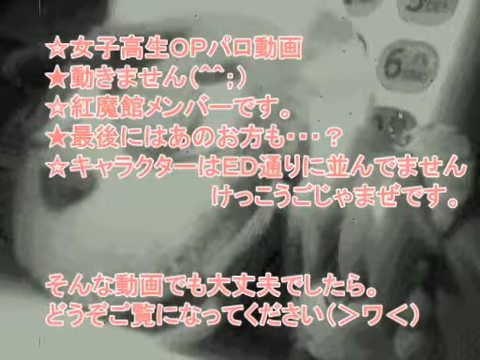 ☆女子高生ＯＰパロ動画
★動きません(^^;)
☆紅魔館メンバーです。
★最後にはあのお方も・・・？
☆キャラクターはＥＤ通りに並んでません
けっこうごじゃまぜです。
そんな動画でも大丈夫でしたら。
どうぞご覧になってください(＞ワ＜)